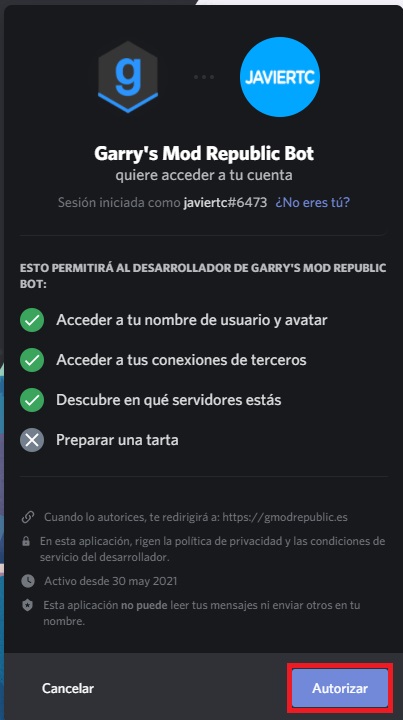 g
JAVIERTC
Garry's Mod Republic Bot
quiere acceder a tu cuenta
Sesión iniciada como javiertc#6473 ¿No eres tú?
ESTO PERMITIRÁ AL DESARROLLADOR DE GARRY'S MOD REPUBLIC
BOT:
Acceder a tu nombre de usuario y avatar
Acceder a tus conexiones de terceros
Descubre en qué servidores estás
Preparar una tarta
Cuando lo autorices, te redirigirá a: https://gmodrepublic.es
En esta aplicación, rigen la política de privacidad y las condiciones de
servicio del desarrollador.
Activo desde 30 may 2021
Esta aplicación no puede leer tus mensajes ni enviar otros en tu
nombre.
Cancelar
Autorizar